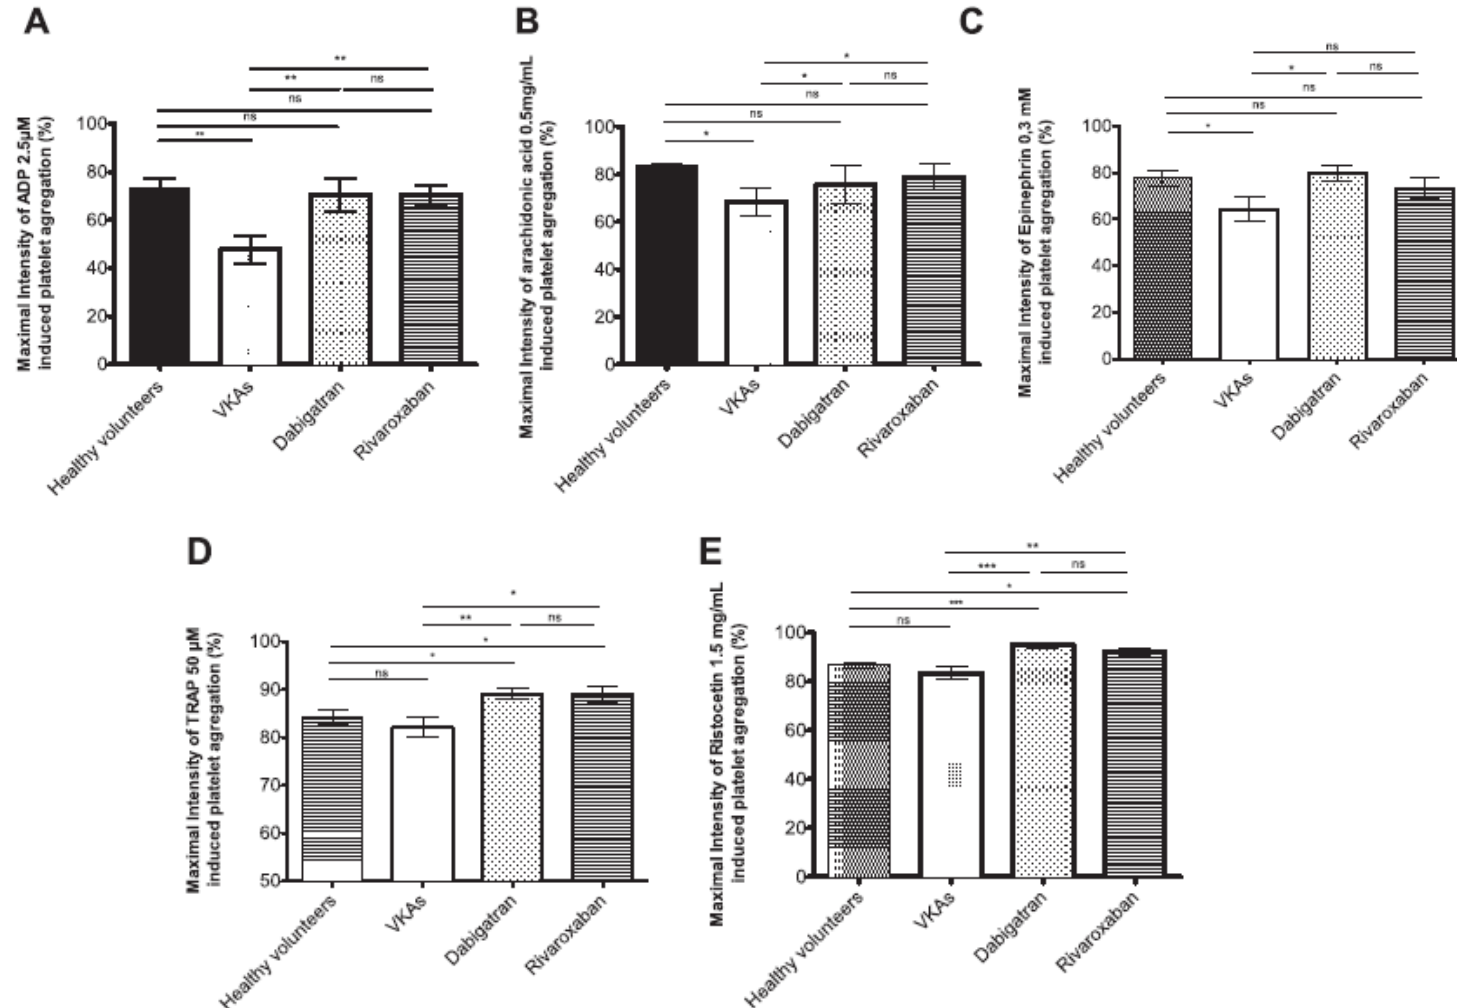 A
**
** ns
ns
ns
**
Maximal Intensity of ADP 2.5µM
induced platelet agregation (%)
100
80
60
40
20
0
Healthy volunteers
VKAs
Dabigatran
Rivaroxaban
B
*
* ns
ns
ns
*
Maximal Intensity of arachidonic acid 0.5mg/mL
induced platelet agregation (%)
100
80
60
40
20
0
Healthy volunteers
VKAs
Dabigatran
Rivaroxaban
C
ns
* ns
ns
ns
*
Maximal Intensity of Epinephrin 0,3 mM
induced platelet agregation (%)
100
80
60
40
20
0
Healthy volunteers
VKAs
Dabigatran
Rivaroxaban
D
*
** ns
*
*
ns
Maximal Intensity of TRAP 50 µM
induced platelet agregation (%)
100
90
80
70
60
50
Healthy volunteers
VKAs
Dabigatran
Rivaroxaban
E
**
*** ns
*
***
ns
Maximal Intensity of Ristocetin 1.5 mg/mL
induced platelet agregation (%)
100
80
60
40
20
0
Healthy volunteers
VKAs
Dabigatran
Rivaroxaban